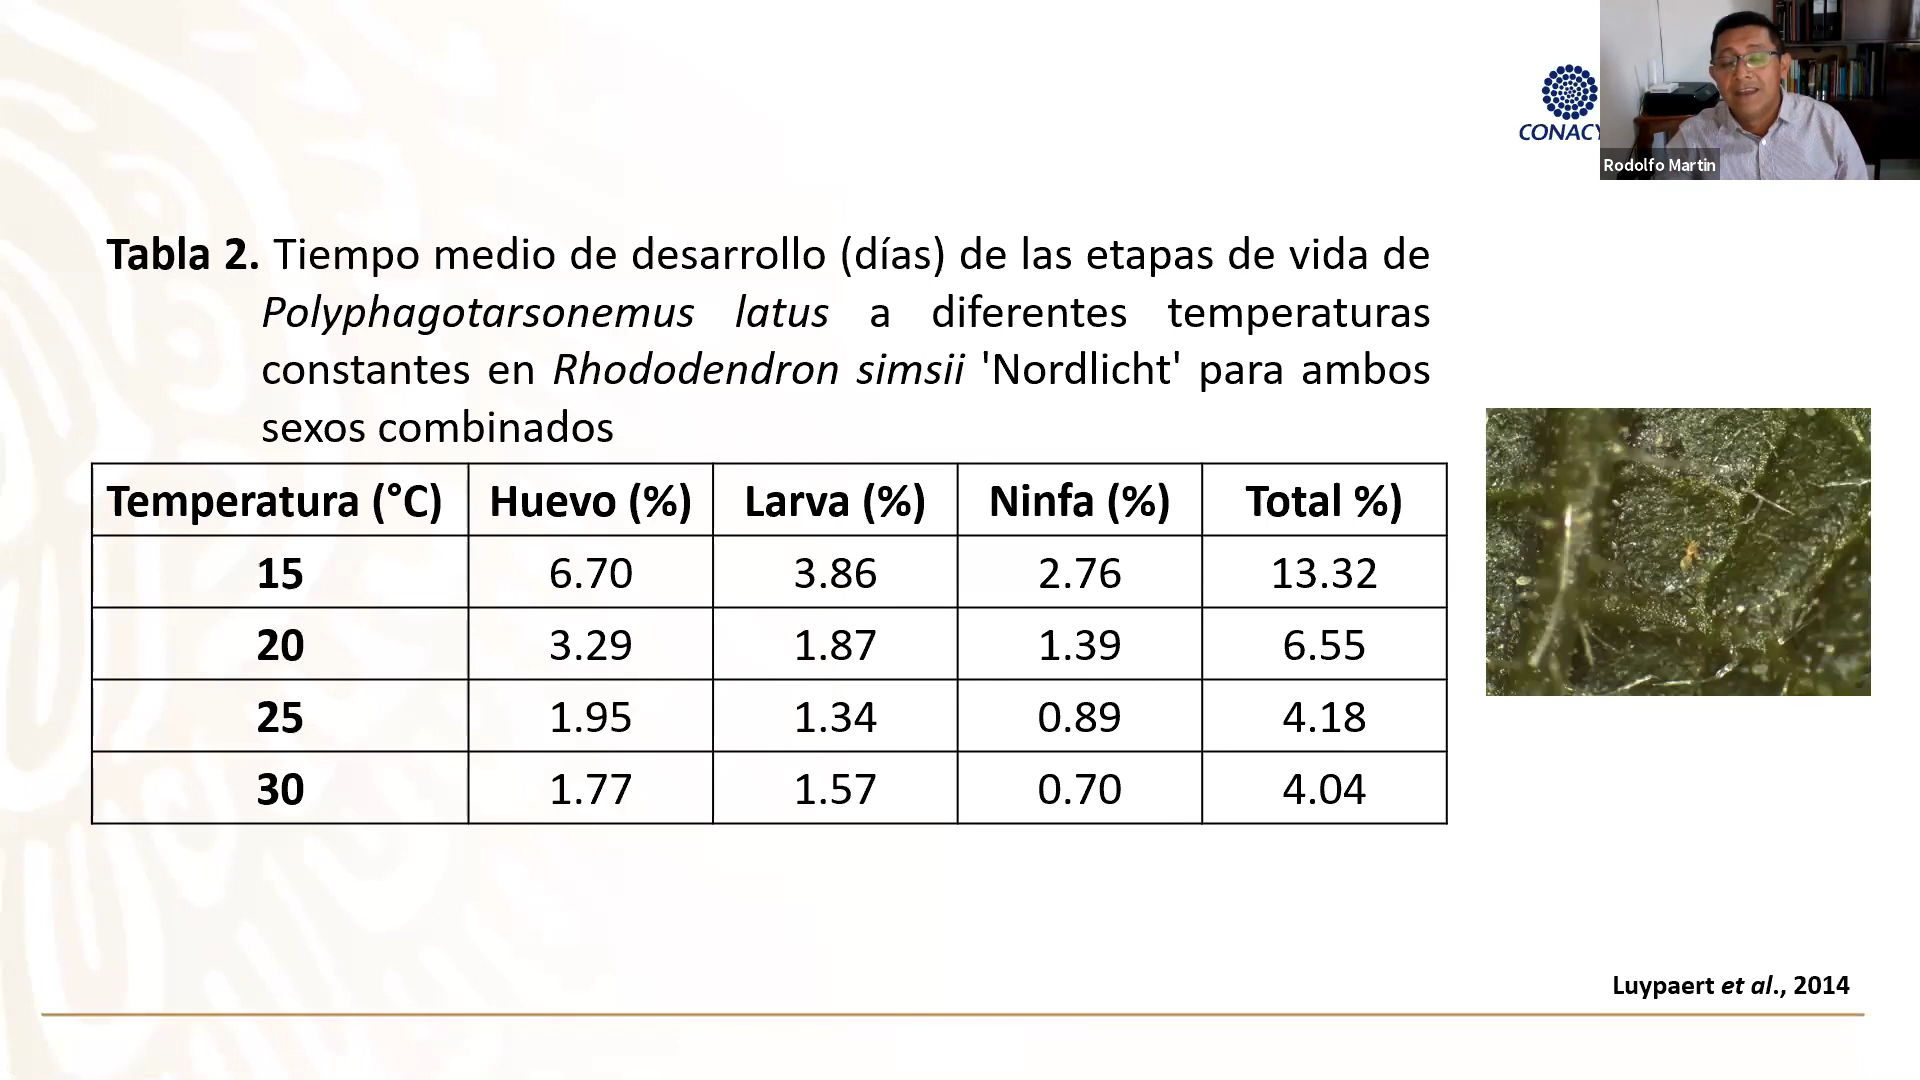 CONACY
Rodolfo Martin
Tabla 2. Tiempo medio de desarrollo (días) de las etapas de vida de
Polyphagotarsonemus latus a diferentes temperaturas
constantes en Rhododendron simsii 'Nordlicht' para ambos
sexos combinados
Temperatura (°C) Huevo (%) Larva (%) Ninfa (%) Total %)
15 6.70 3.86 2.76 13.32
20 3.29 1.87 1.39 6.55
25 1.95 1.34 0.89 4.18
30 1.77 1.57 0.70 4.04
Luypaert et al., 2014